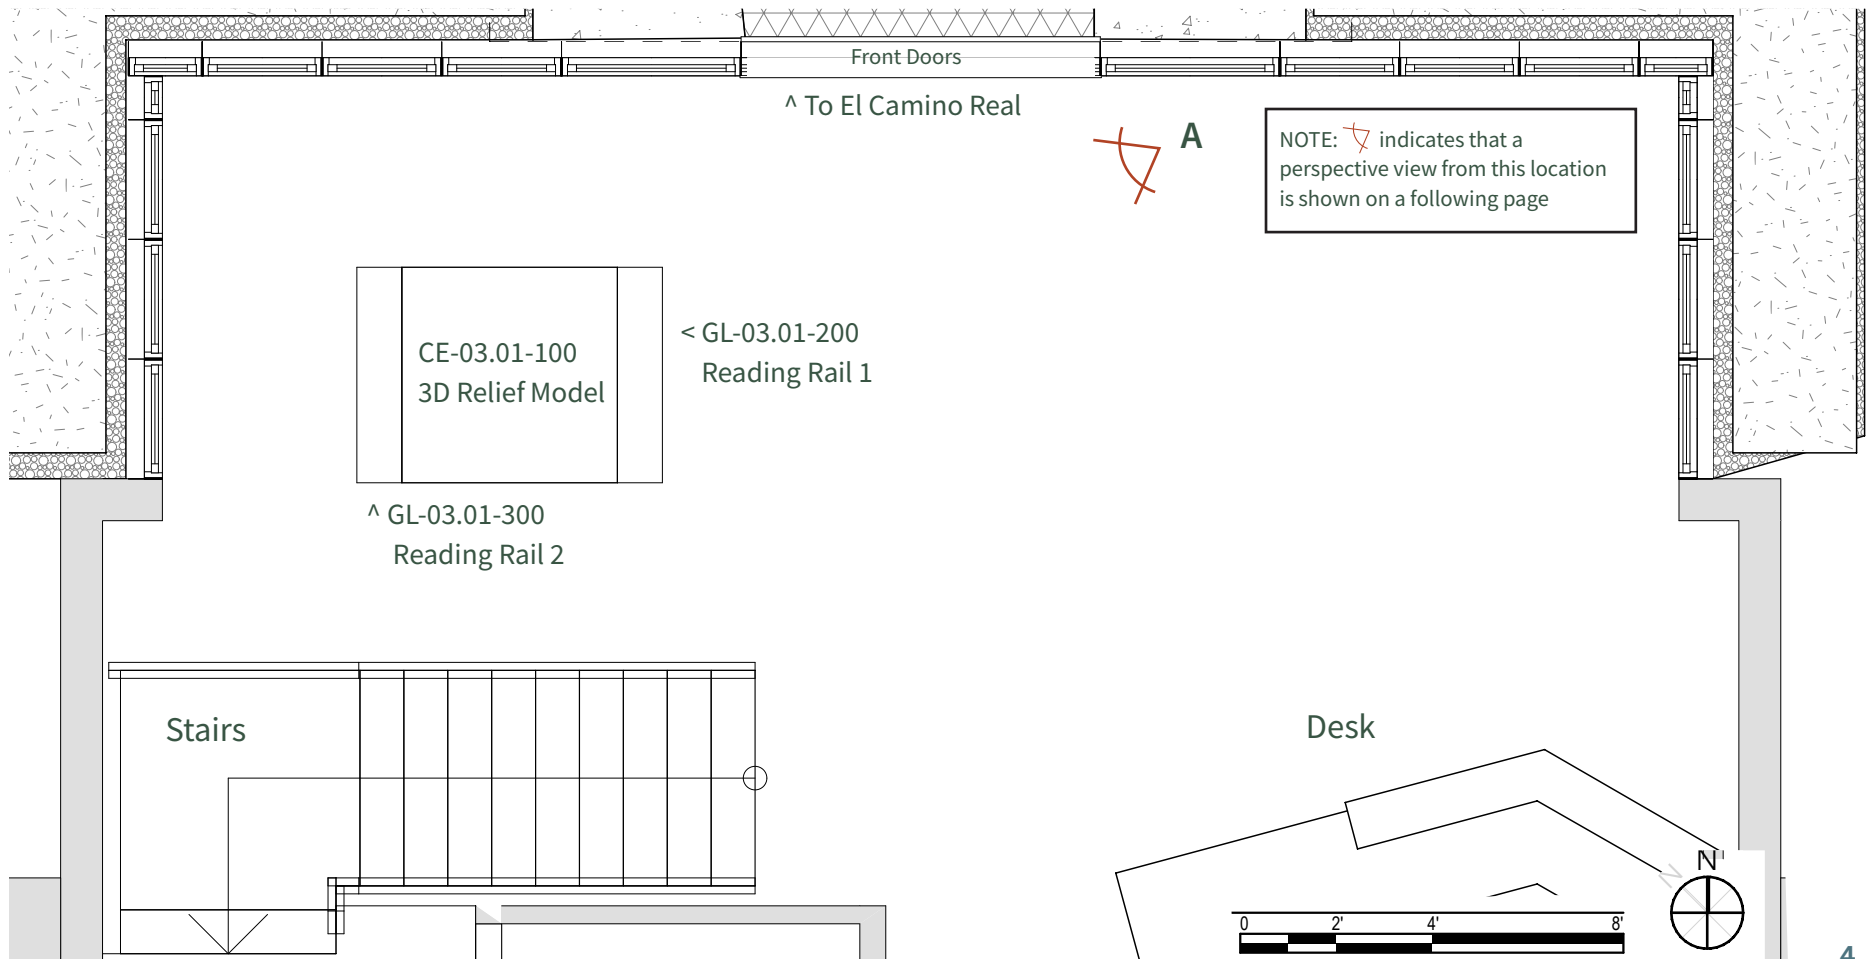 Front Doors
^ To El Camino Real
A
NOTE: indicates that a
perspective view from this location
is shown on a following page
CE-03.01-100
3D Relief Model
< GL-03.01-200
Reading Rail 1
^ GL-03.01-300
Reading Rail 2
Stairs
Desk
N
N
0 2' 4' 8'
4